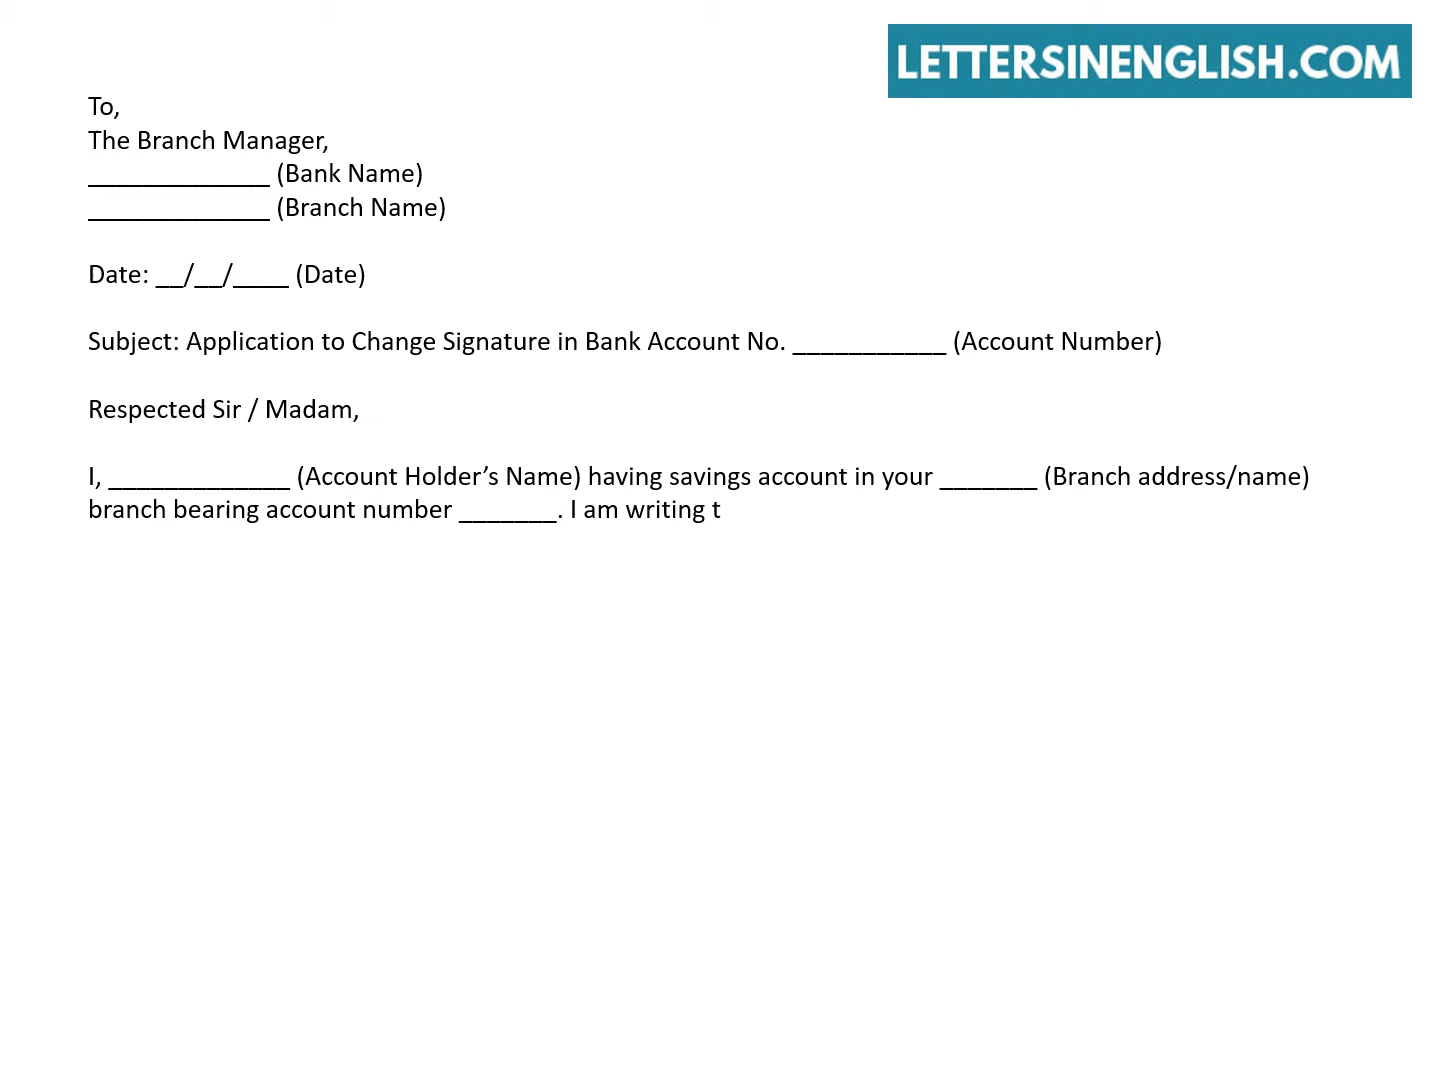 LETTERSINENGLISH.COM
To,
The Branch Manager,
_____________ (Bank Name)
_____________ (Branch Name)
Date: __/__/____ (Date)
Subject: Application to Change Signature in Bank Account No. ___________ (Account Number)
Respected Sir / Madam,
I, _____________ (Account Holder’s Name) having savings account in your _______ (Branch address/name)
branch bearing account number _______. I am writing t